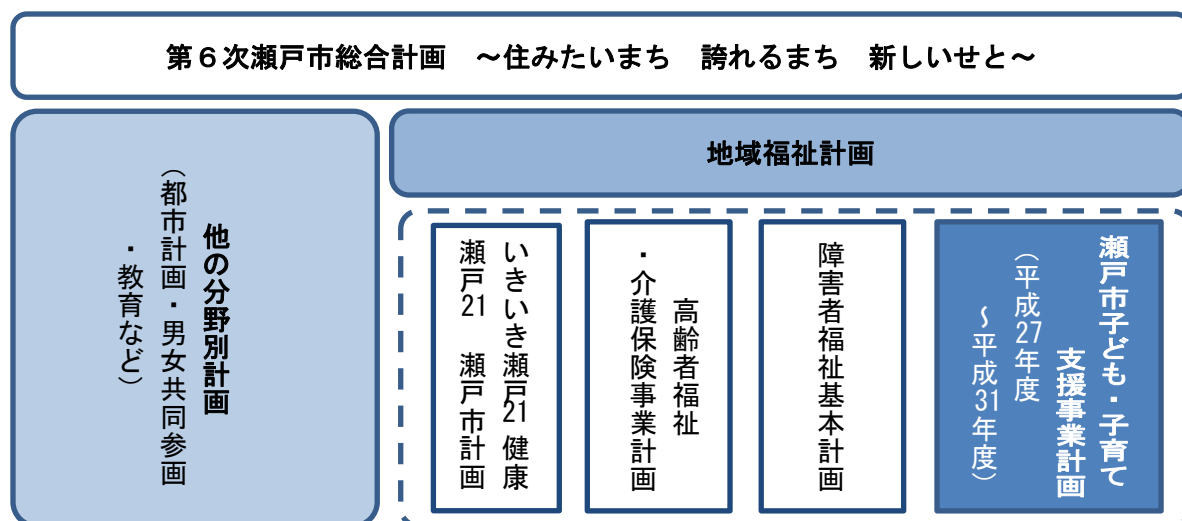 第６次瀬戸市総合計画　～住みたいまち　誇れるまち　新しいせと～
他の分野別計画
（都市計画・男女共同参画
・教育など）
地域福祉計画
いきいき瀬戸21 健康
瀬戸21　瀬戸市計画
高齢者福祉
・介護保険事業計画
障害者福祉基本計画
瀬戸市子ども・子育て
支援事業計画
（平成27年度
～平成31年度）